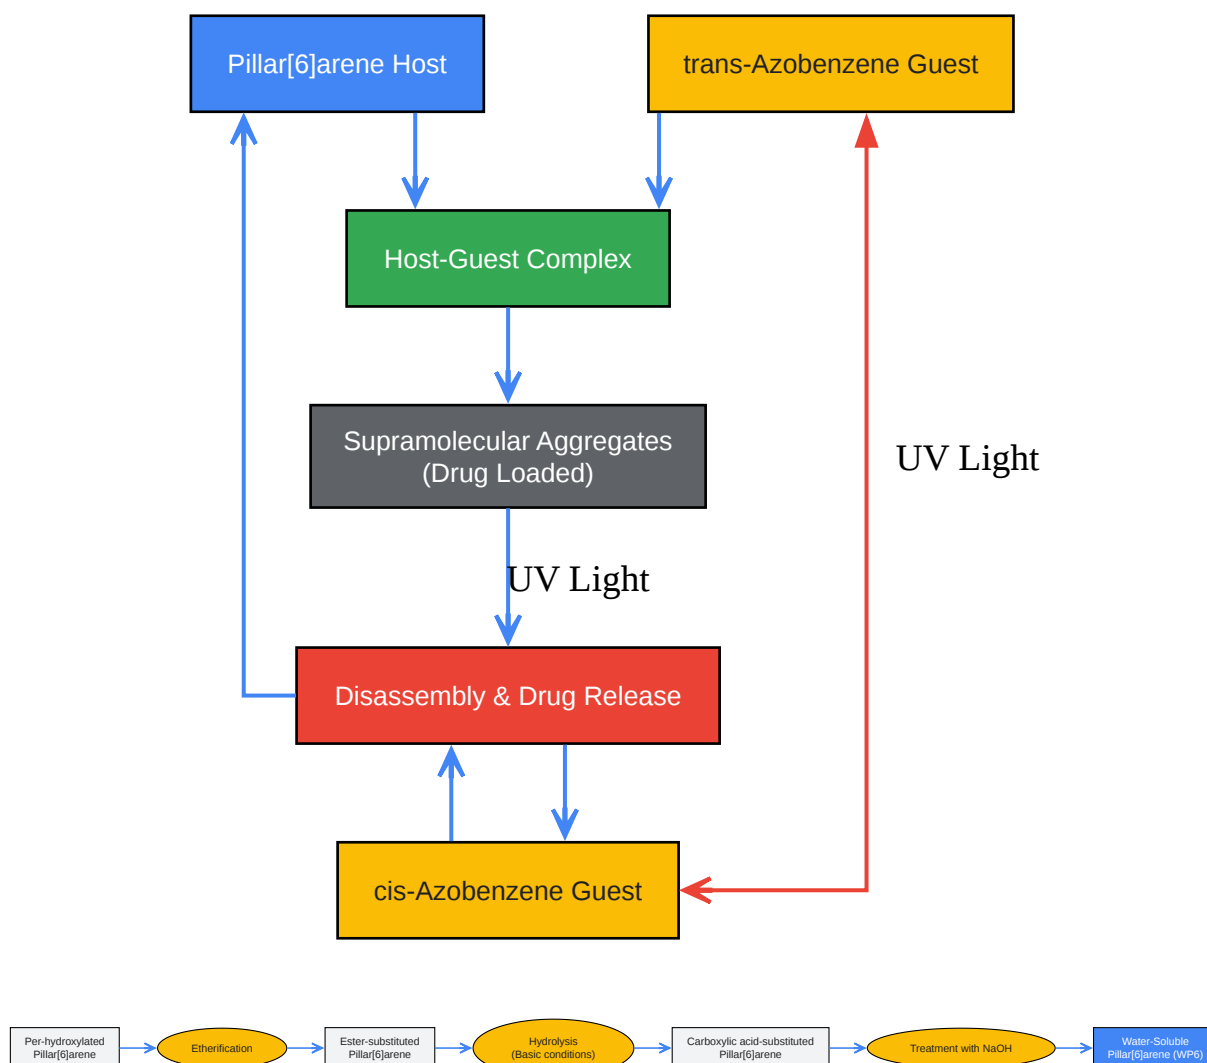 Pillar[6]arene Host
trans-Azobenzene Guest
Host-Guest Complex
Supramolecular Aggregates
(Drug Loaded)
UV Light
UV Light
Disassembly & Drug Release
cis-Azobenzene Guest
Per-hydroxylated
Pillar[6]arene
Etherification
Ester-substituted
Pillar[6]arene
Hydrolysis
(Basic conditions)
Carboxylic acid-substituted
Pillar[6]arene
Treatment with NaOH
Water-Soluble
Pillar[6]arene (WP6)